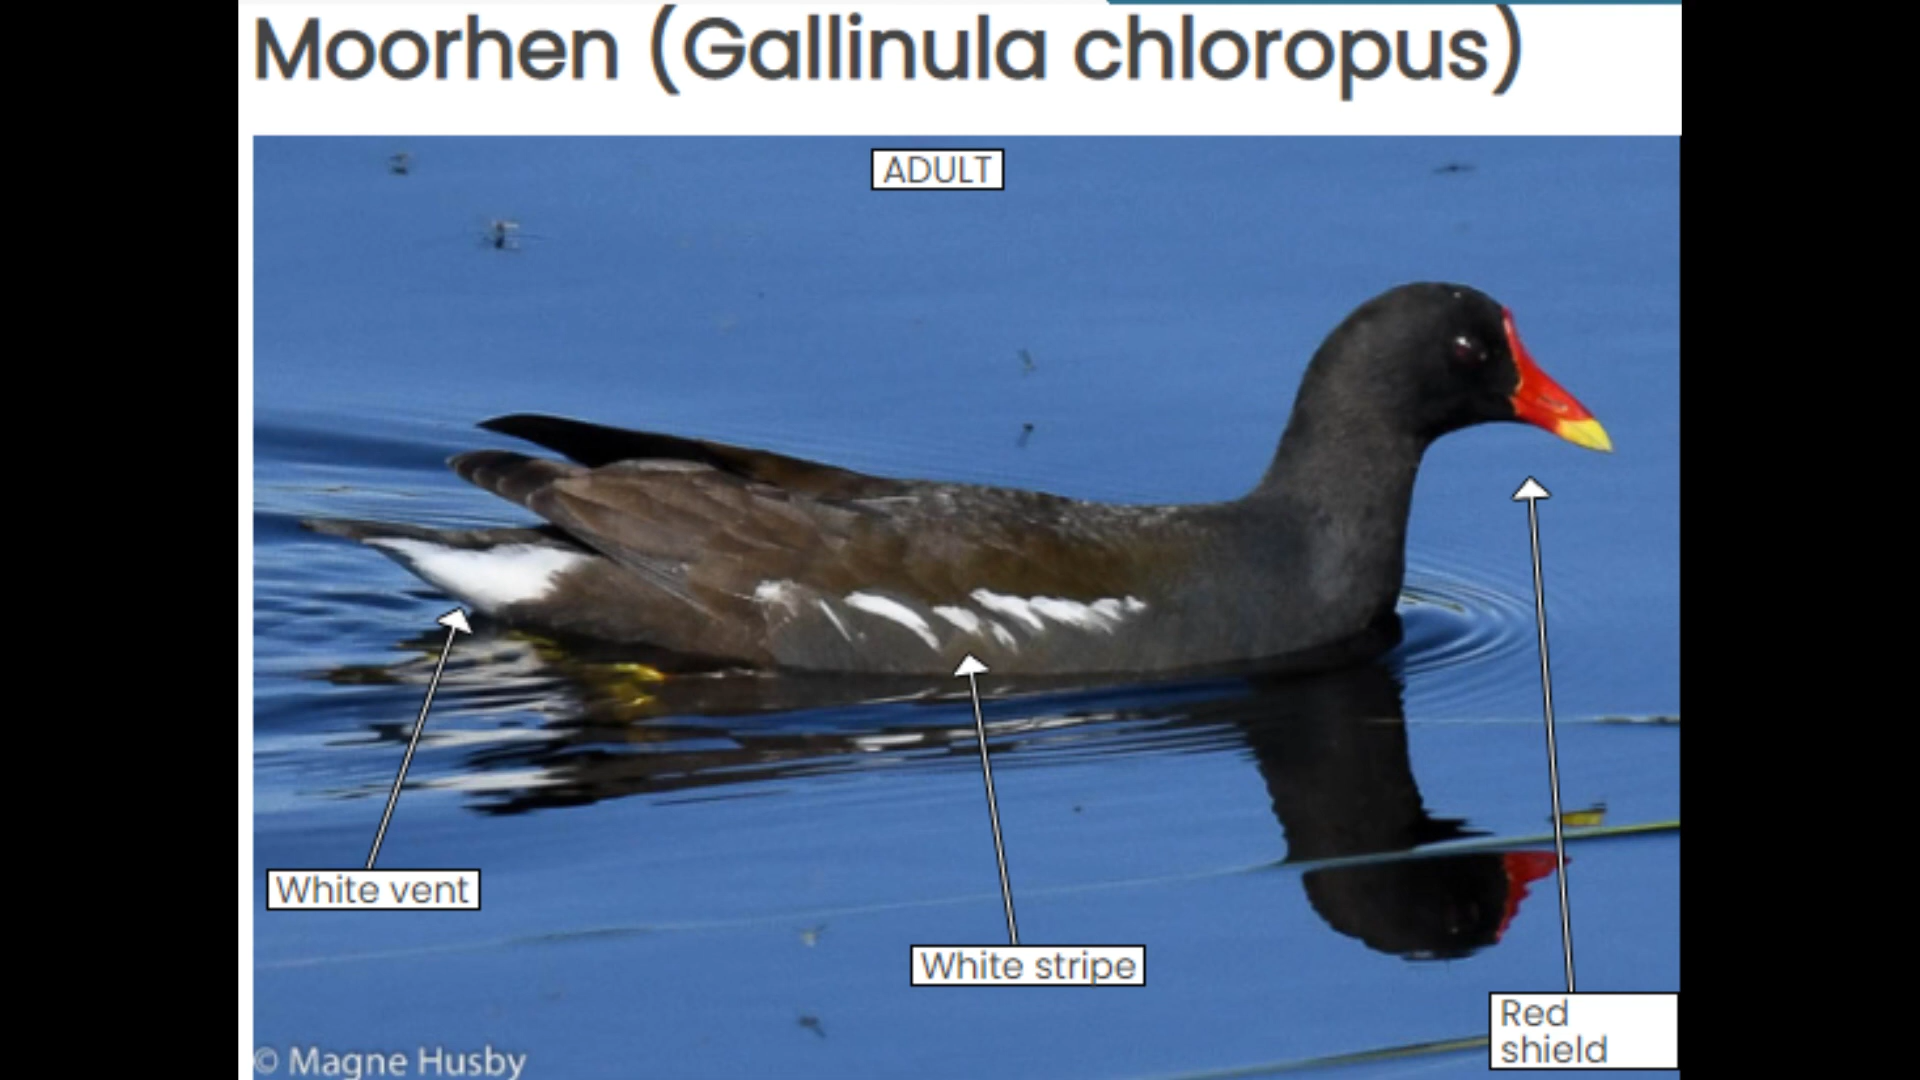 Moorhen (Gallinula chloropus)
ADULT
White vent
White stripe
Red
shield
© Magne Husby